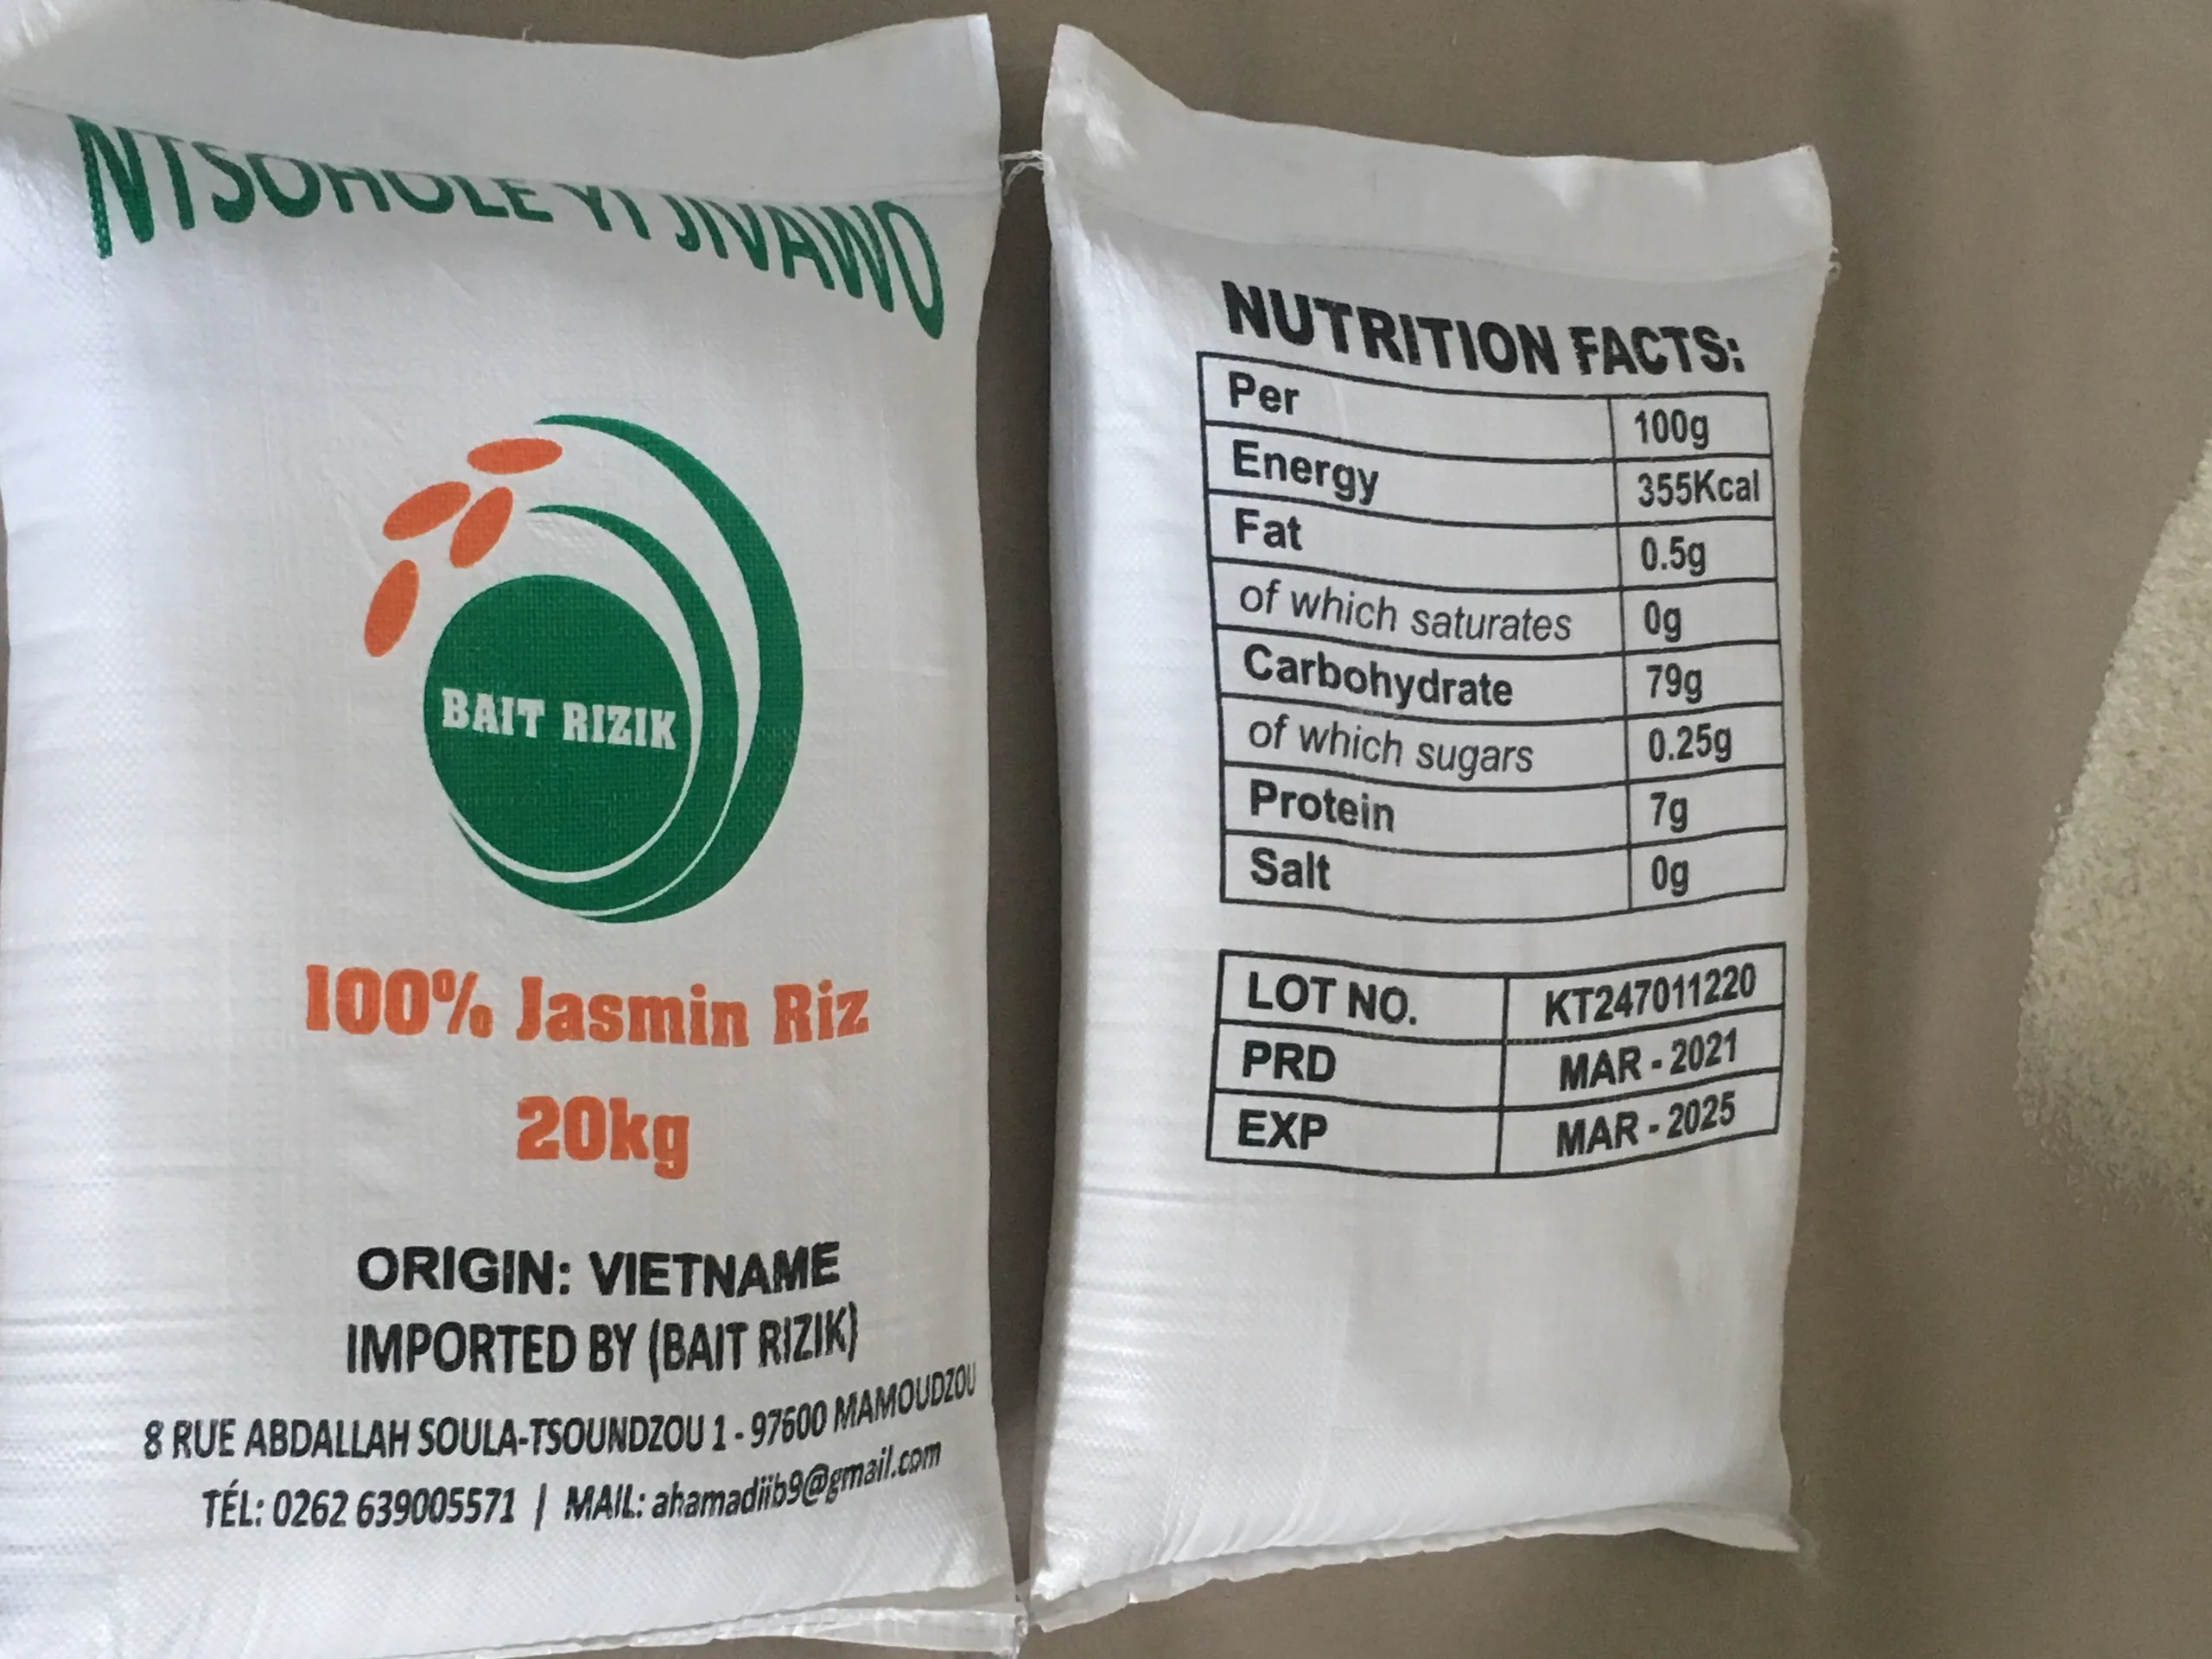 NTSOHOLE YI JIVAWO
BAIT RIZIK
100% Jasmin Riz
20kg
ORIGIN: VIETNAME
IMPORTED BY (BAIT RIZIK)
8 RUE ABDALLAH SOULA-TSOUNDZOU 1 - 97600 MAMOUDZOU
TÉL: 0262 639005571 | MAIL: ahamadiib9@gmail.com
NUTRITION FACTS:
Per 100g
Energy 355Kcal
Fat 0.5g
of which saturates 0g
Carbohydrate 79g
of which sugars 0.25g
Protein 7g
Salt 0g
LOT NO. KT247011220
PRD MAR - 2021
EXP MAR - 2025